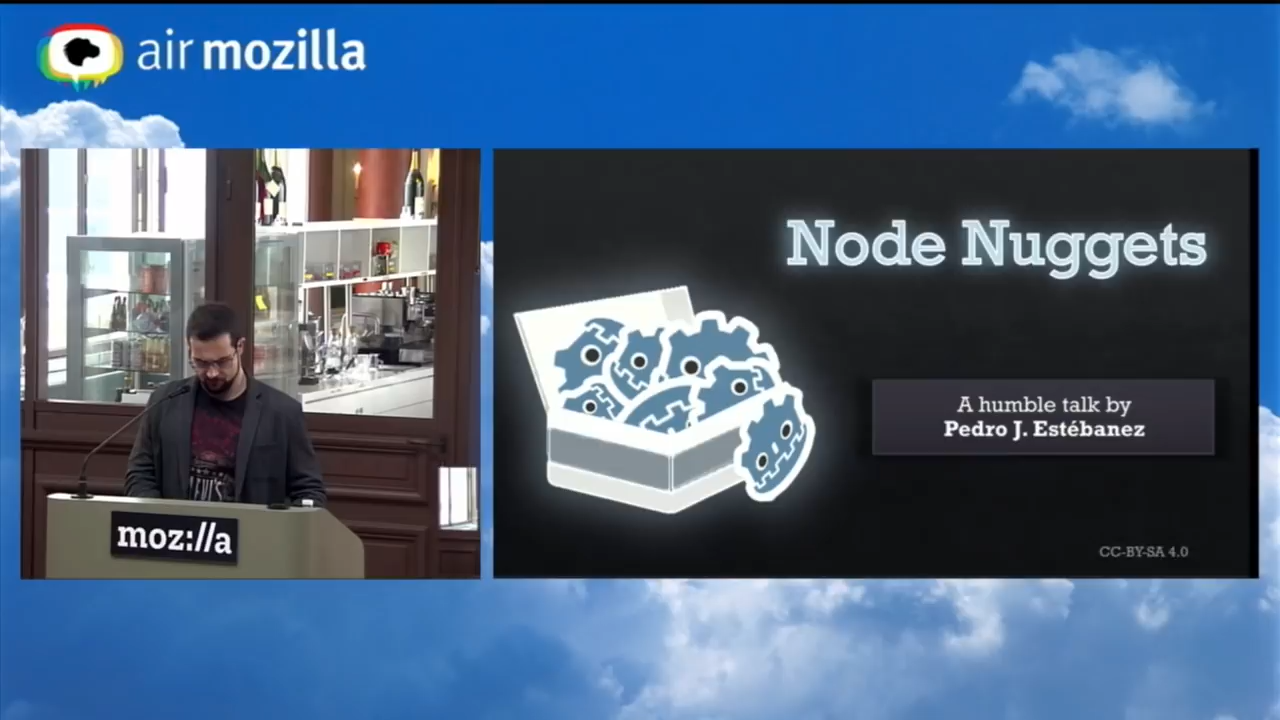 air mozilla
moz://a
Node Nuggets
A humble talk by
Pedro J. Estébanez
CC-BY-SA 4.0